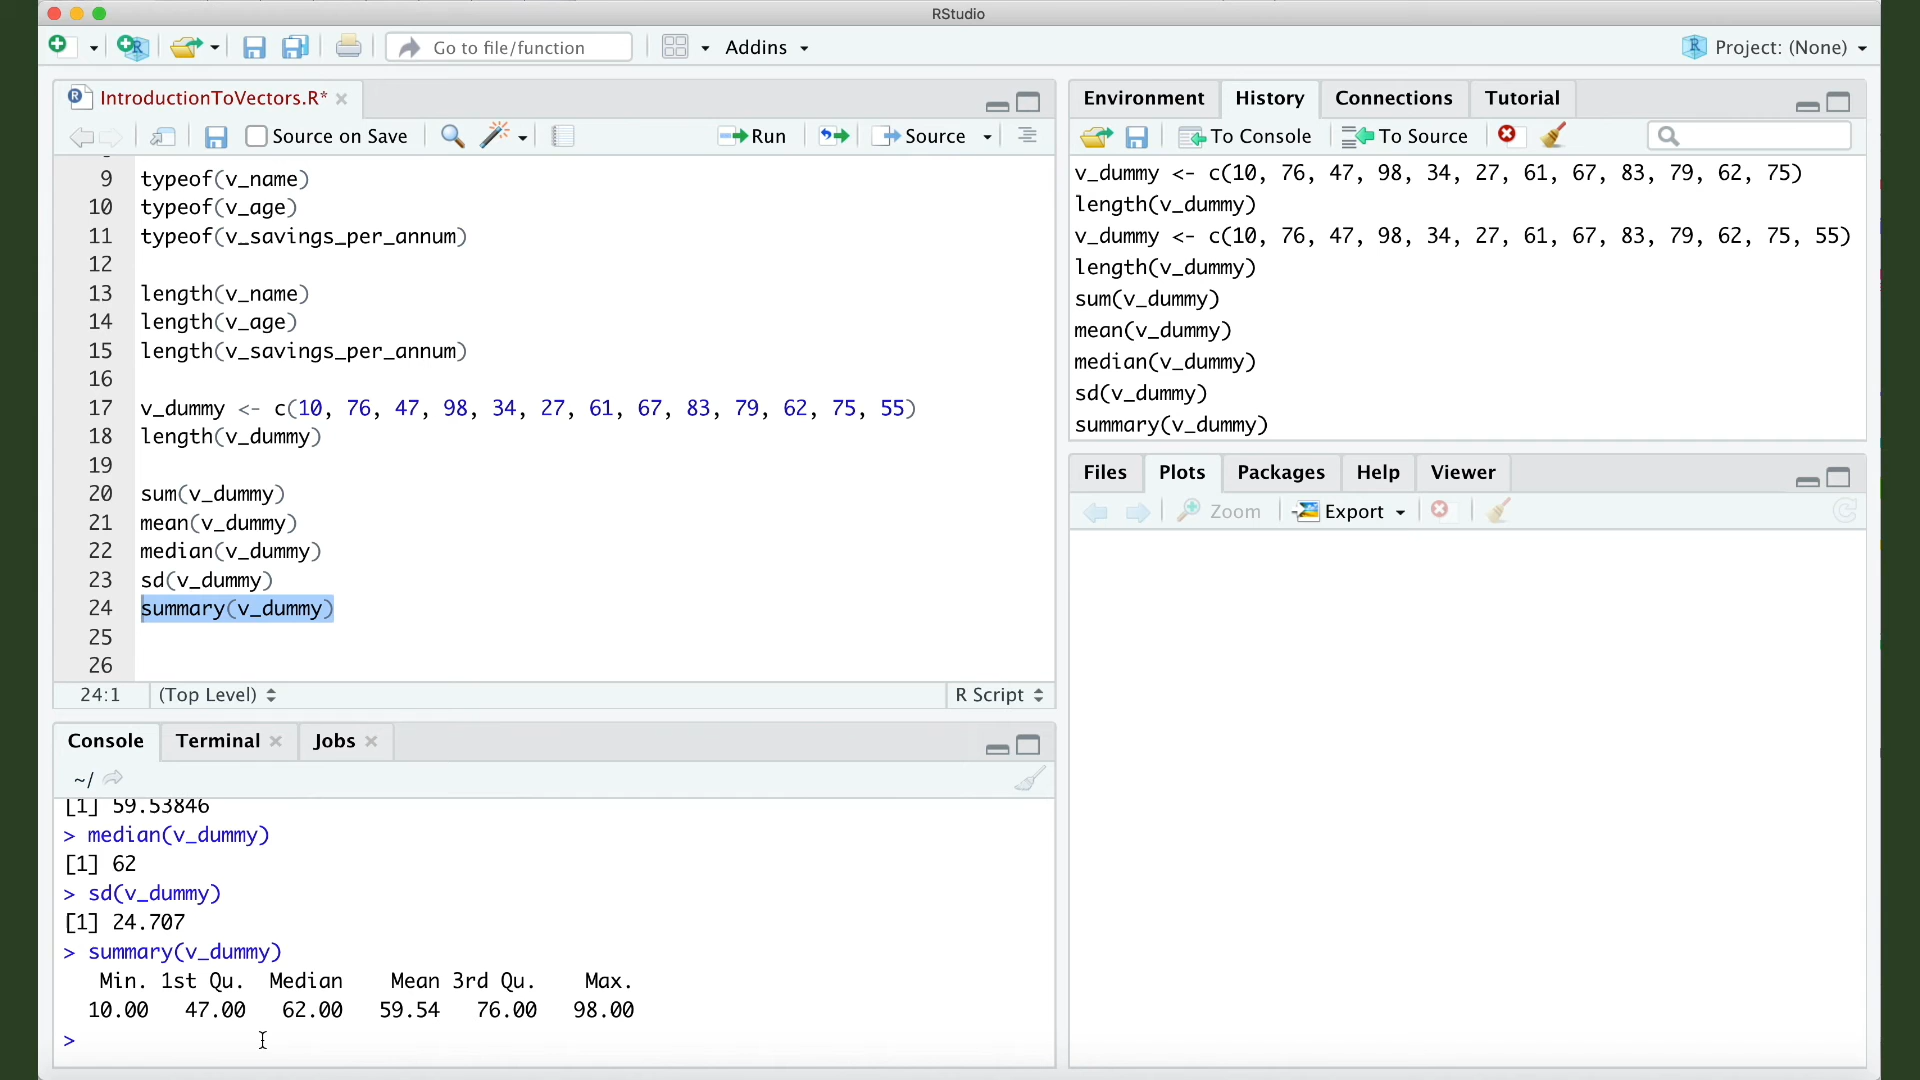 RStudio
Go to file/function
Addins
Project: (None)
IntroductionToVectors.R*
Source on Save
Run
Source
9 typeof(v_name)
10 typeof(v_age)
11 typeof(v_savings_per_annum)
12
13 length(v_name)
14 length(v_age)
15 length(v_savings_per_annum)
16
17 v_dummy <- c(10, 76, 47, 98, 34, 27, 61, 67, 83, 79, 62, 75, 55)
18 length(v_dummy)
19
20 sum(v_dummy)
21 mean(v_dummy)
22 median(v_dummy)
23 sd(v_dummy)
24 summary(v_dummy)
25
26
24:1 (Top Level) R Script
Console Terminal Jobs
~/
[1] 59.53846
> median(v_dummy)
[1] 62
> sd(v_dummy)
[1] 24.707
> summary(v_dummy)
Min. 1st Qu. Median Mean 3rd Qu. Max.
10.00 47.00 62.00 59.54 76.00 98.00
>
Environment History Connections Tutorial
To Console To Source
v_dummy <- c(10, 76, 47, 98, 34, 27, 61, 67, 83, 79, 62, 75)
length(v_dummy)
v_dummy <- c(10, 76, 47, 98, 34, 27, 61, 67, 83, 79, 62, 75, 55)
length(v_dummy)
sum(v_dummy)
mean(v_dummy)
median(v_dummy)
sd(v_dummy)
summary(v_dummy)
Files Plots Packages Help Viewer
Zoom Export